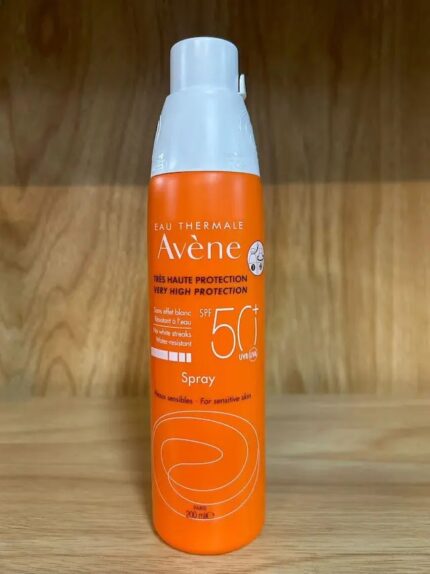 EAU THERMALE
Avène
TRÈS HAUTE PROTECTION
VERY HIGH PROTECTION
Sans effet blanc
Résistant à l'eau
No white streaks
Water-resistant
SPF 50+
UVB UVA
Spray
Peaux sensibles - For sensitive skin
PARIS
200 ml ℮